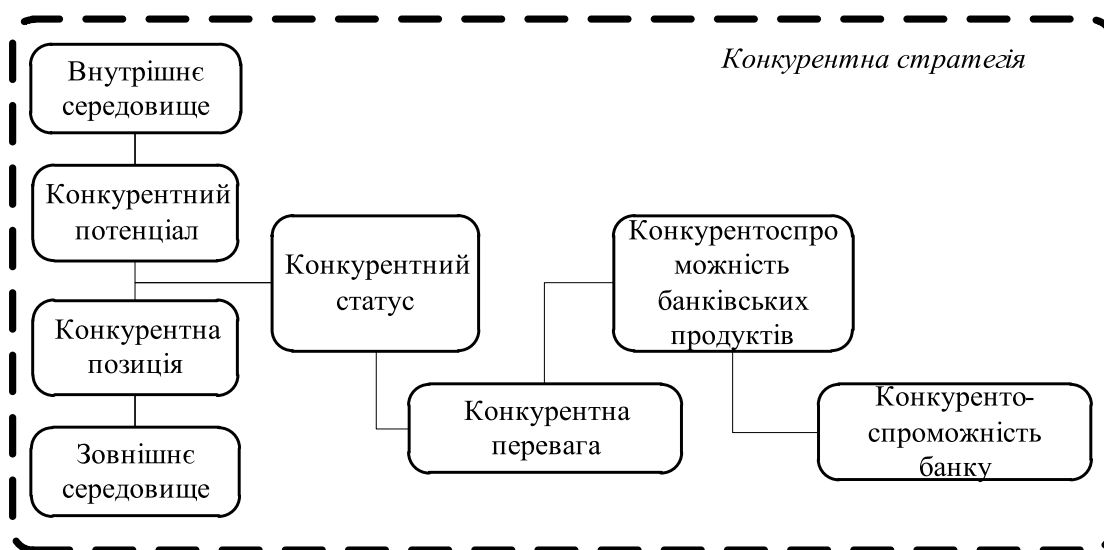 Конкурентна стратегія
Внутрішнє
середовище
Конкурентний
потенціал
Конкурентна
позиція
Зовнішнє
середовище
Конкурентний
статус
Конкурентна
перевага
Конкурентоспро
можність
банківських
продуктів
Конкуренто-
спроможність
банку